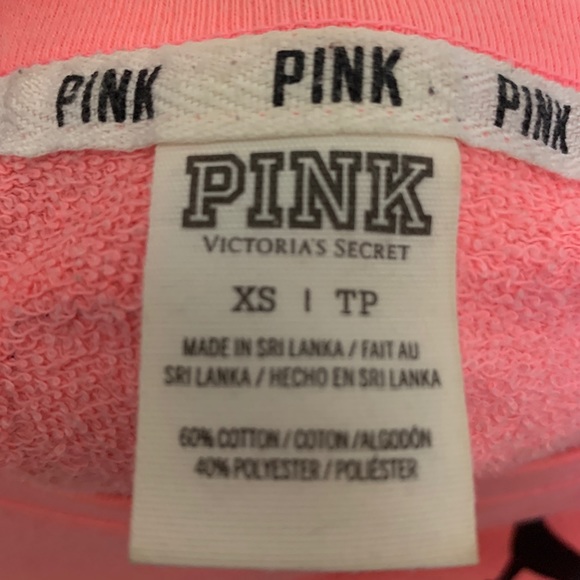 PINK PINK PINK
PINK
VICTORIA'S SECRET
XS | TP
MADE IN SRI LANKA / FAIT AU
SRI LANKA / HECHO EN SRI LANKA
60% COTTON / COTON / ALGODÓN
40% POLYESTER / POLIÉSTER